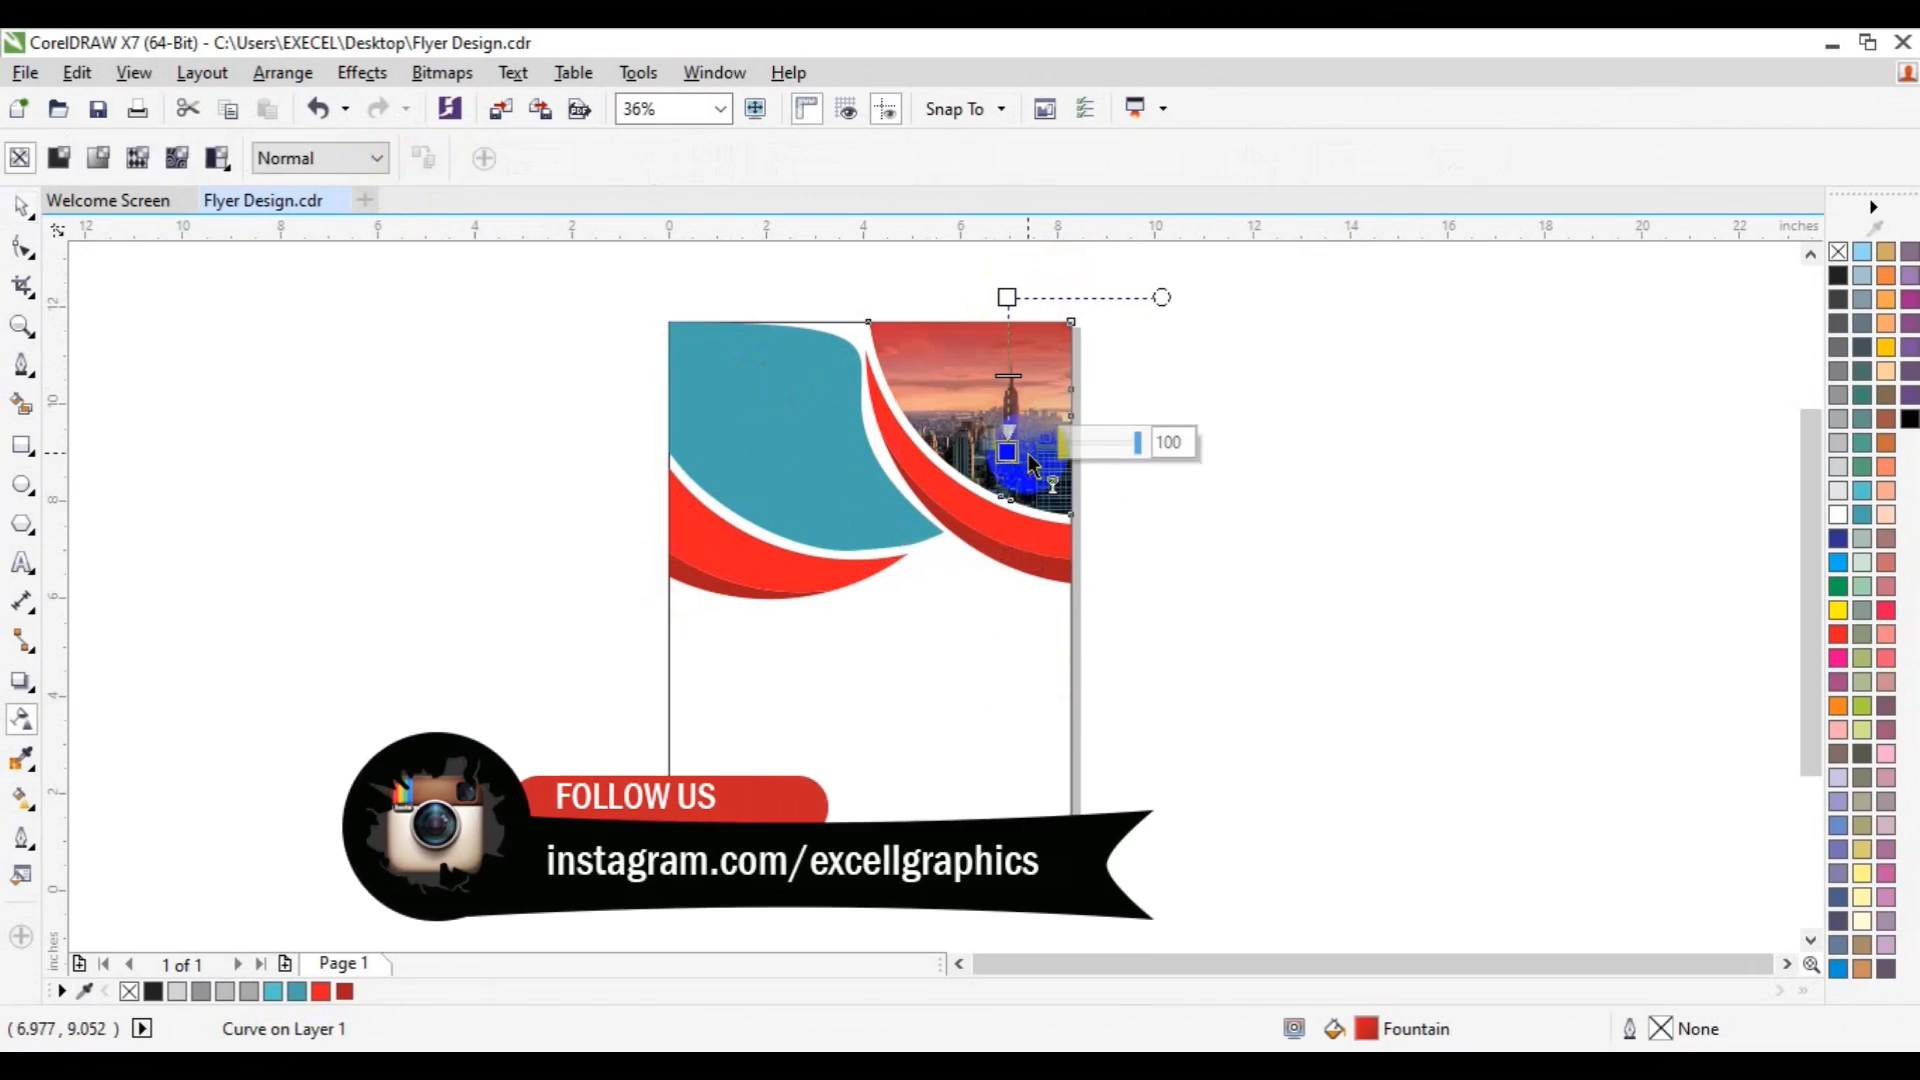 CorelDRAW X7 (64-Bit) - C:\Users\EXECEL\Desktop\Flyer Design.cdr
File Edit View Layout Arrange Effects Bitmaps Text Table Tools Window Help
36% Snap To
Normal
Welcome Screen Flyer Design.cdr
12 10 8 6 4 2 0 2 4 6 8 10 12 14 16 18 20 22 inches
12
10
8
6
4
2
0
inches
100
FOLLOW US
instagram.com/excellgraphics
1 of 1 Page 1
( 6.977 , 9.052 ) Curve on Layer 1 Fountain None